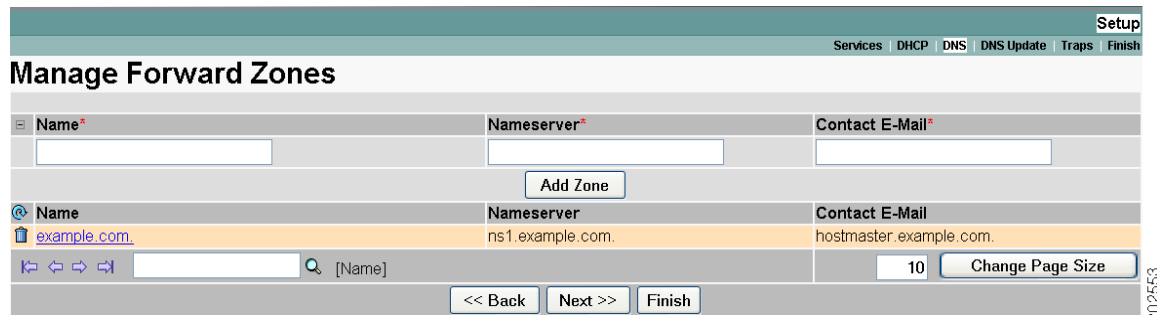 Setup
Services | DHCP | DNS | DNS Update | Traps | Finish
Manage Forward Zones
Name* Nameserver* Contact E-Mail*
Add Zone
Name Nameserver Contact E-Mail
example.com. ns1.example.com. hostmaster.example.com.
[Name] 10 Change Page Size
<< Back Next >> Finish
202553